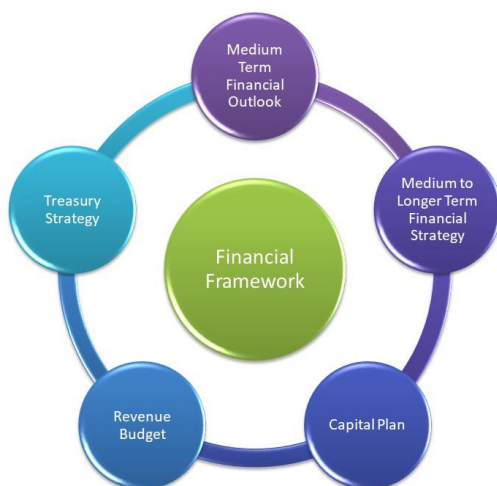 Medium
Term
Financial
Outlook
Medium to
Longer Term
Financial
Strategy
Capital Plan
Revenue
Budget
Treasury
Strategy
Financial
Framework